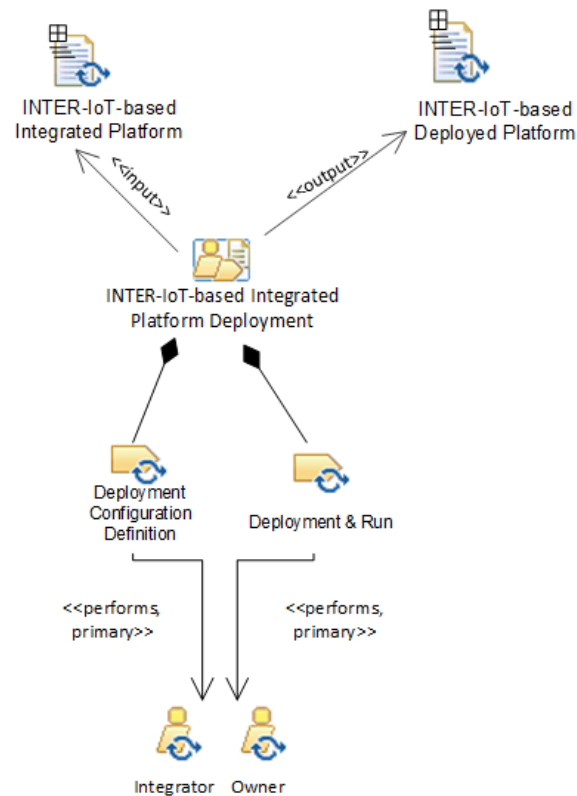 INTER-IoT-based
Integrated Platform
INTER-IoT-based
Deployed Platform
<<input>>
<<output>>
INTER-IoT-based Integrated
Platform Deployment
Deployment
Configuration
Definition
Deployment & Run
<<performs,
primary>>
<<performs,
primary>>
Integrator
Owner